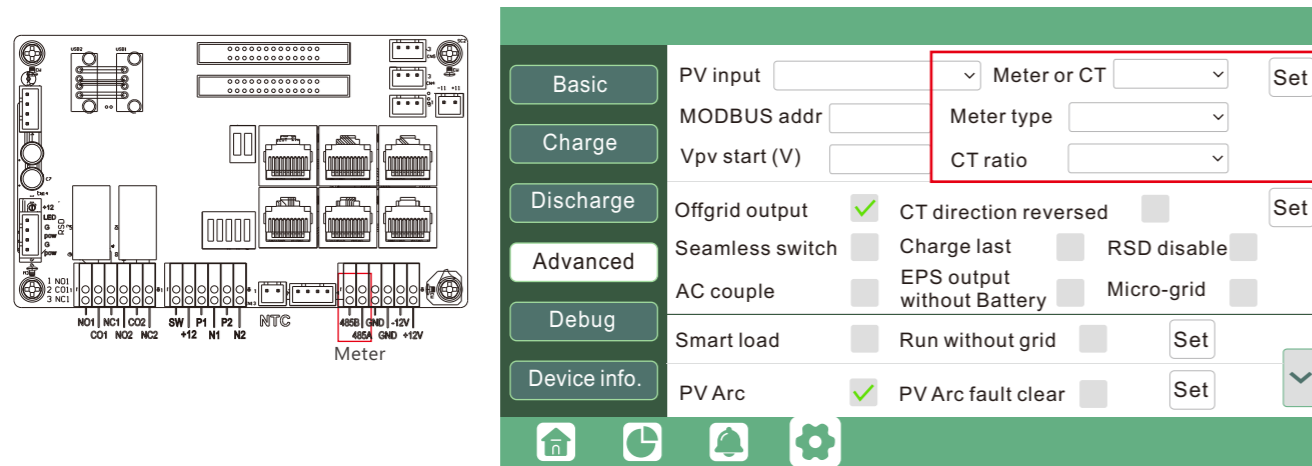 USB2 USB1
+12
LED
G
pow
G
pow
RSD
1 NO1
2 CO1
3 NC1
NO1 NC1 CO2
CO1 NO2 NC2
SW P1 P2
+12 N1 N2
NTC
485B GND -12V
485A GND +12V
Meter
Basic
Charge
Discharge
Advanced
Debug
Device info.
PV input
Meter or CT
Set
MODBUS addr
Meter type
Vpv start (V)
CT ratio
Offgrid output
CT direction reversed
Set
Seamless switch
Charge last
RSD disable
AC couple
EPS output
without Battery
Micro-grid
Smart load
Run without grid
Set
PV Arc
PV Arc fault clear
Set